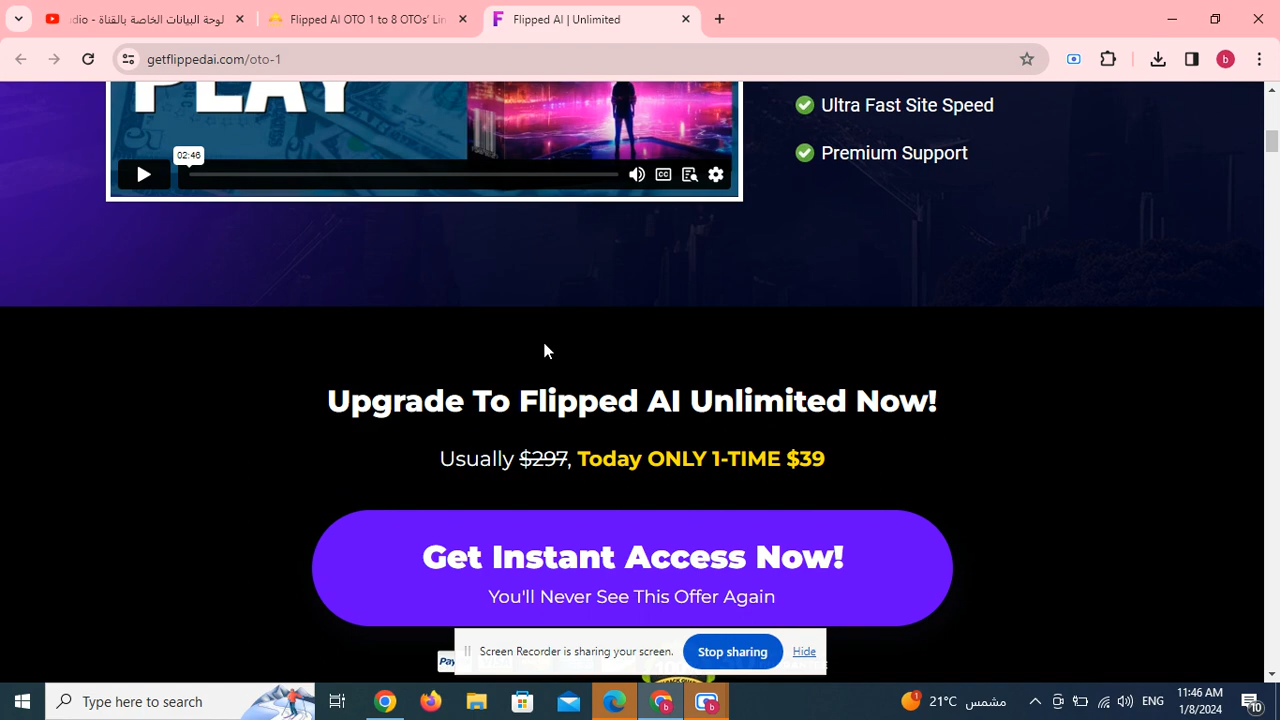 لوحة البيانات الخاصة بالقناة - dio
Flipped AI OTO 1 to 8 OTOs' Lin
Flipped AI | Unlimited
getflippedai.com/oto-1
b
PLAY
Ultra Fast Site Speed
02:46
Premium Support
CC
Upgrade To Flipped AI Unlimited Now!
Usually $297, Today ONLY 1-TIME $39
Get Instant Access Now!
You'll Never See This Offer Again
Screen Recorder is sharing your screen.
Stop sharing
Hide
Pay
100
Type here to search
b
b
1
21°C مشمس
ENG
11:46 AM
1/8/2024
10